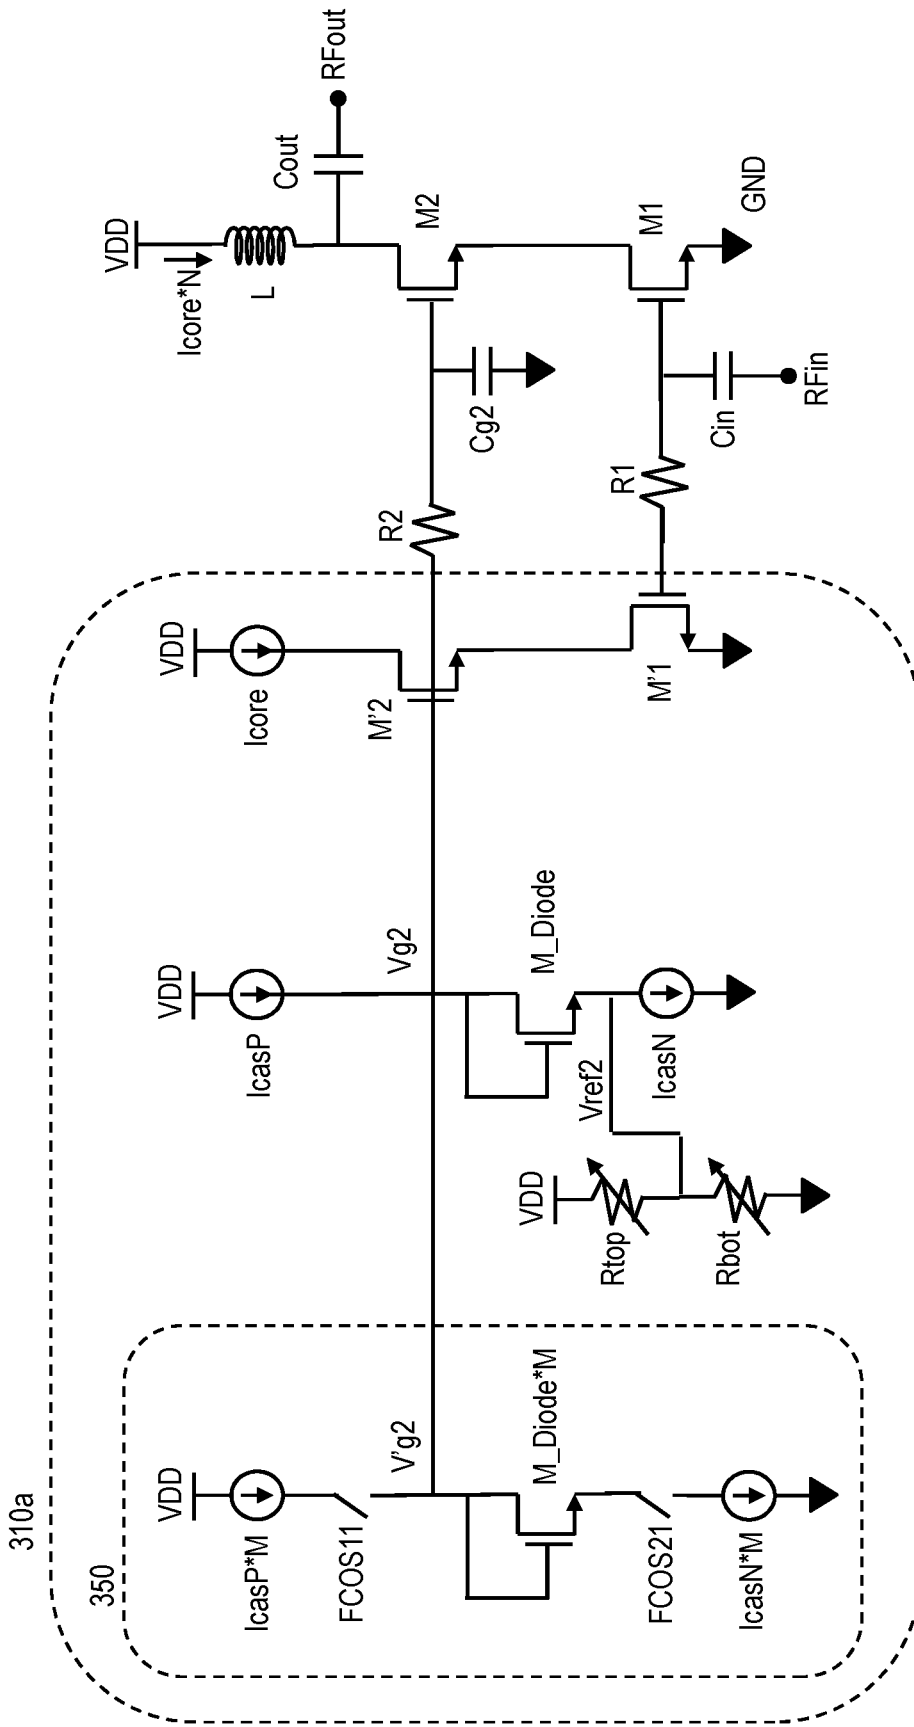 310a
350
VDD
IcasP*M
FCOS11
V'g2
M_Diode*M
FCOS21
IcasN*M
VDD
Rtop
Rbot
VDD
IcasP
Vg2
M_Diode
Vref2
IcasN
VDD
Icore
M'2
M'1
R2
R1
Cg2
Cin
RFin
VDD
Icore*N
L
Cout
RFout
M2
M1
GND